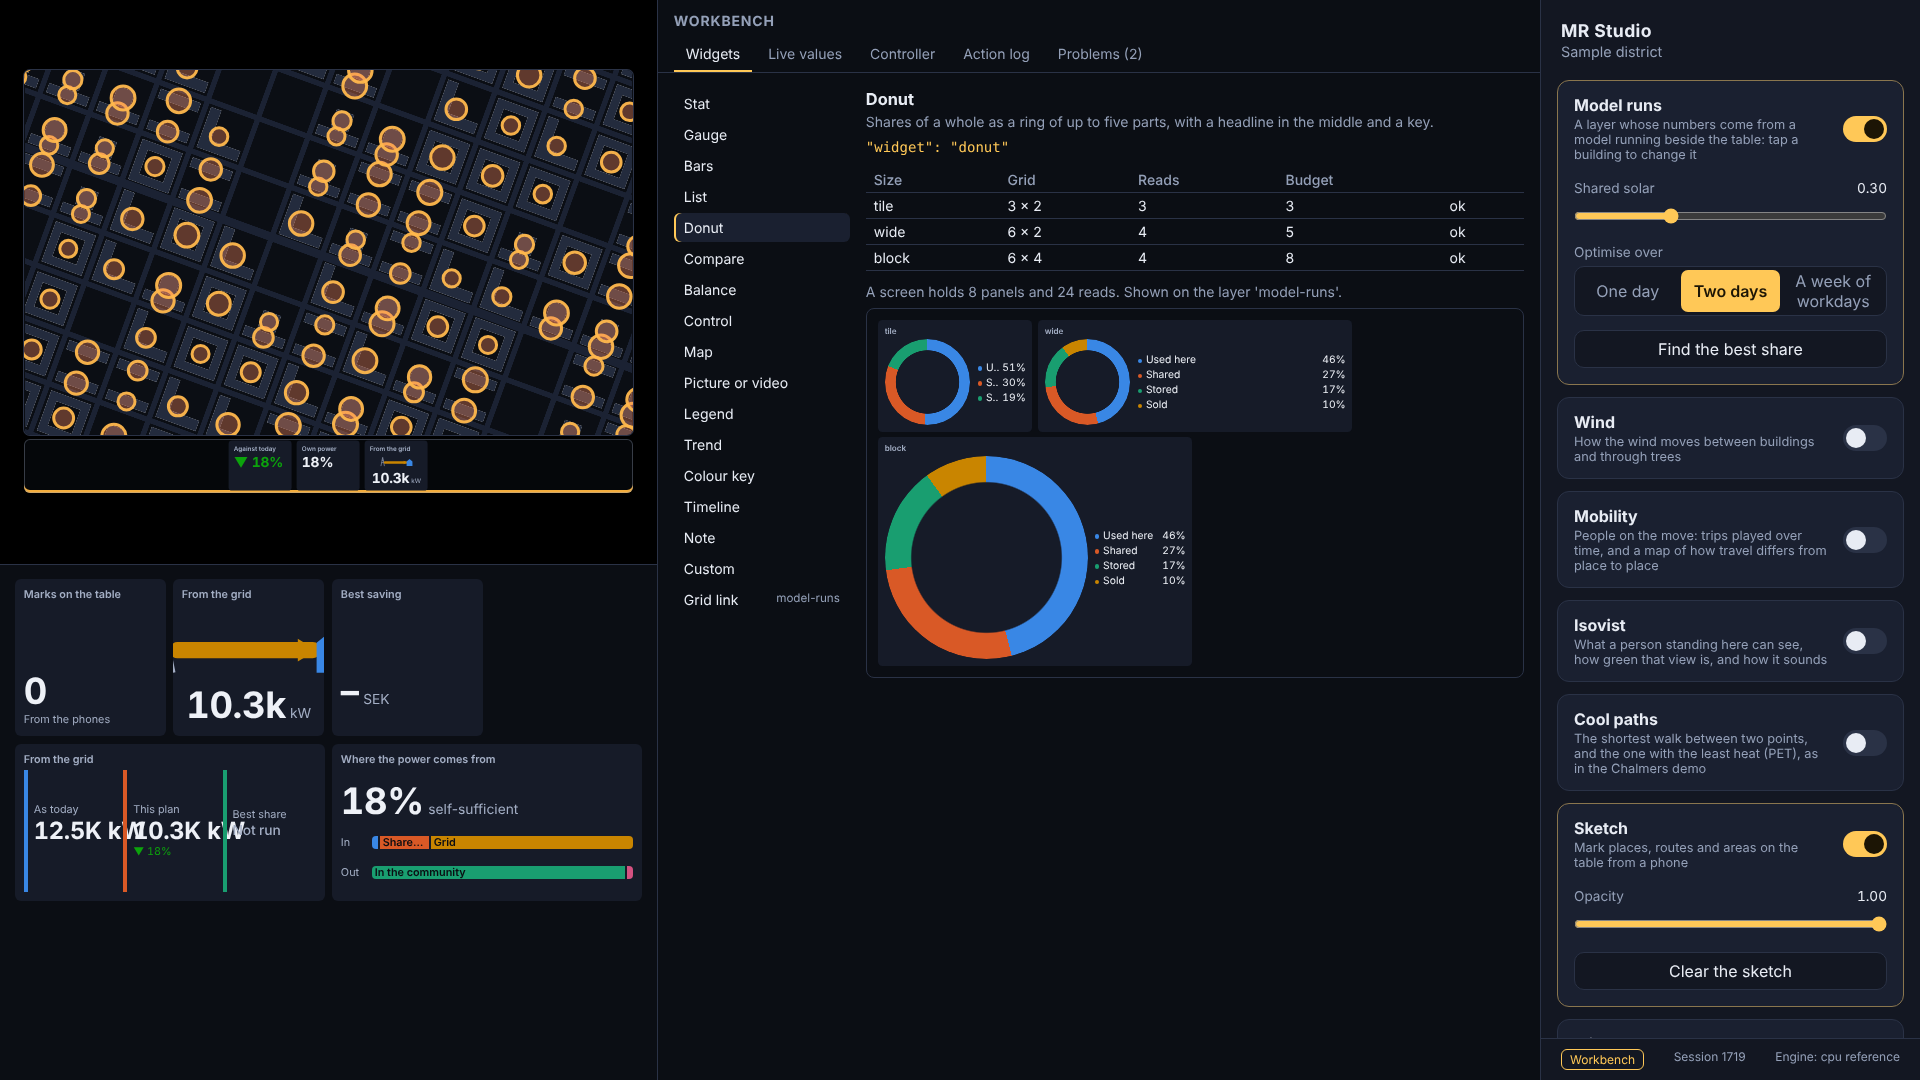 WORKBENCH
Widgets
Live values
Controller
Action log
Problems (2)
Stat
Gauge
Bars
List
Donut
Compare
Balance
Control
Map
Picture or video
Legend
Trend
Colour key
Timeline
Note
Custom
Grid link model-runs
Donut
Shares of a whole as a ring of up to five parts, with a headline in the middle and a key.
"widget": "donut"
Size Grid Reads Budget
tile 3 × 2 3 3 ok
wide 6 × 2 4 5 ok
block 6 × 4 4 8 ok
A screen holds 8 panels and 24 reads. Shown on the layer 'model-runs'.
tile
U.. 51%
S.. 30%
S.. 19%
wide
Used here 46%
Shared 27%
Stored 17%
Sold 10%
block
Used here 46%
Shared 27%
Stored 17%
Sold 10%
Against today
▼ 18%
Own power
18%
From the grid
10.3k kW
Marks on the table
0
From the phones
From the grid
10.3k kW
Best saving
– SEK
From the grid
As today
12.5K kW
This plan
10.3K kW
▼ 18%
Best share
not run
Where the power comes from
18% self-sufficient
In Share... Grid
Out In the community
MR Studio
Sample district
Model runs
A layer whose numbers come from a
model running beside the table: tap a
building to change it
Shared solar 0.30
Optimise over
One day
Two days
A week of
workdays
Find the best share
Wind
How the wind moves between buildings
and through trees
Mobility
People on the move: trips played over
time, and a map of how travel differs from
place to place
Isovist
What a person standing here can see,
how green that view is, and how it sounds
Cool paths
The shortest walk between two points,
and the one with the least heat (PET), as
in the Chalmers demo
Sketch
Mark places, routes and areas on the
table from a phone
Opacity 1.00
Clear the sketch
Workbench
Session 1719
Engine: cpu reference